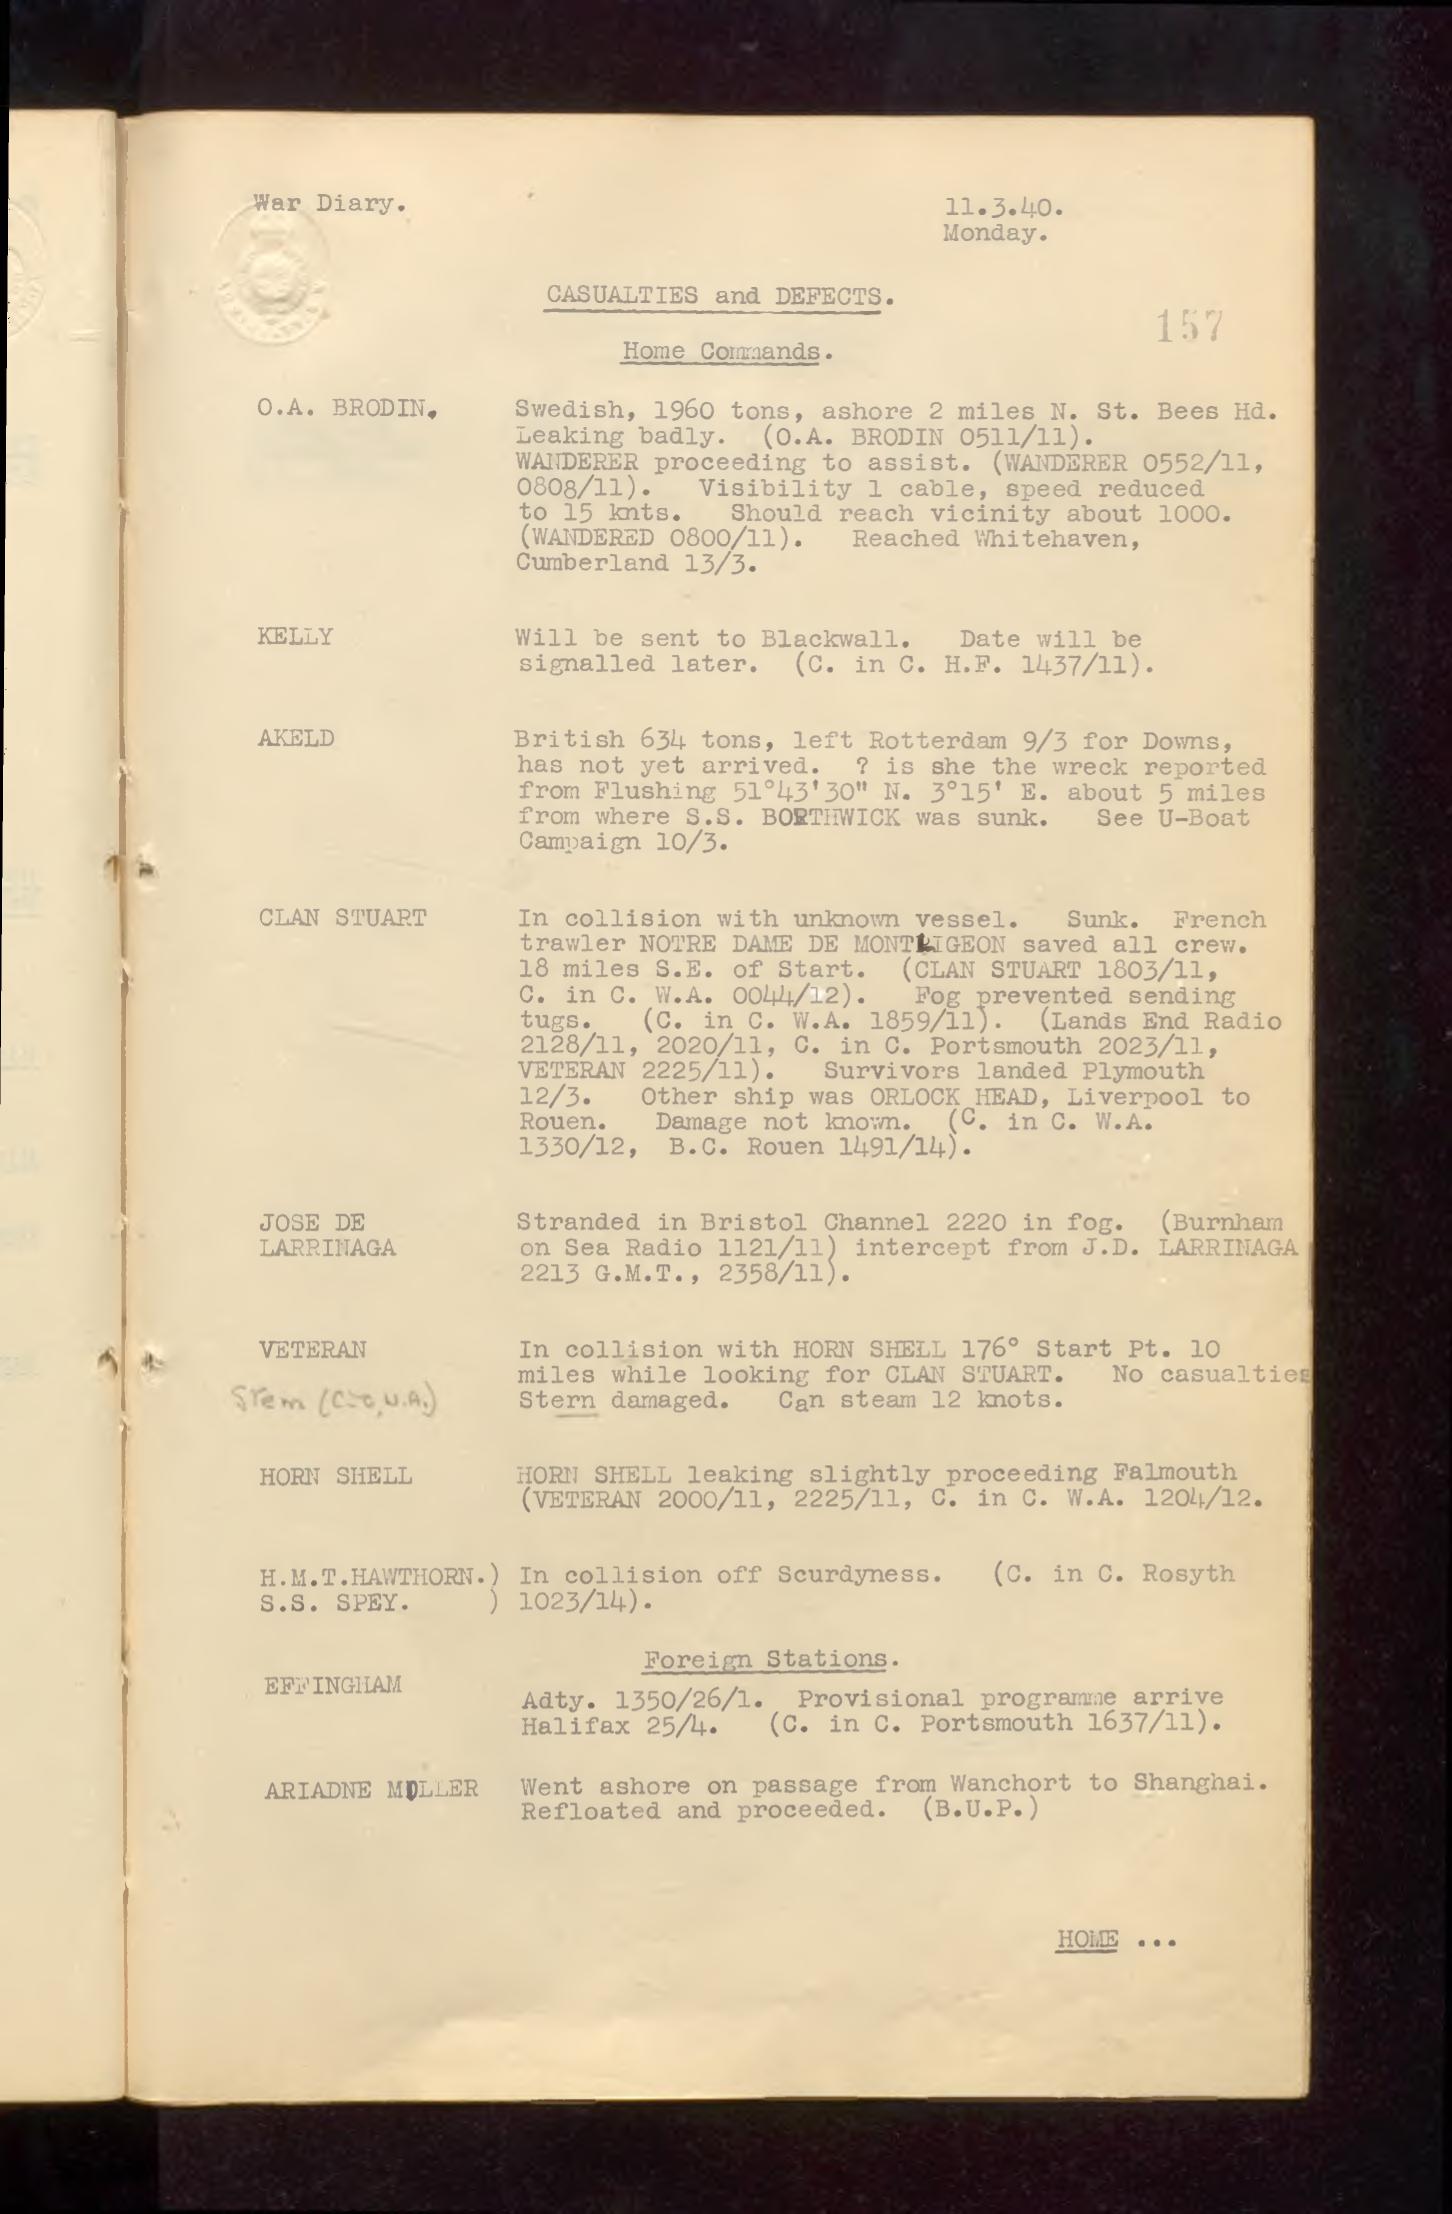 War Diary.
11.3.40.
Monday.
CASUALTIES and DEFECTS.
157
Home Commands.
O.A. BRODIN. Swedish, 1960 tons, ashore 2 miles N. St. Bees Hd.
Leaking badly. (O.A. BRODIN 0511/11).
WANDERER proceeding to assist. (WANDERER 0552/11,
0808/11). Visibility 1 cable, speed reduced
to 15 knts. Should reach vicinity about 1000.
(WANDERED 0800/11). Reached Whitehaven,
Cumberland 13/3.
KELLY Will be sent to Blackwall. Date will be
signalled later. (C. in C. H.F. 1437/11).
AKELD British 634 tons, left Rotterdam 9/3 for Downs,
has not yet arrived. ? is she the wreck reported
from Flushing 51°43'30" N. 3°15' E. about 5 miles
from where S.S. BORTHWICK was sunk. See U-Boat
Campaign 10/3.
CLAN STUART In collision with unknown vessel. Sunk. French
trawler NOTRE DAME DE MONTLIGEON saved all crew.
18 miles S.E. of Start. (CLAN STUART 1803/11,
C. in C. W.A. 0044/12). Fog prevented sending
tugs. (C. in C. W.A. 1859/11). (Lands End Radio
2128/11, 2020/11, C. in C. Portsmouth 2023/11,
VETERAN 2225/11). Survivors landed Plymouth
12/3. Other ship was ORLOCK HEAD, Liverpool to
Rouen. Damage not known. (C. in C. W.A.
1330/12, B.C. Rouen 1491/14).
JOSE DE Stranded in Bristol Channel 2220 in fog. (Burnham
LARRINAGA on Sea Radio 1121/11) intercept from J.D. LARRINAGA
2213 G.M.T., 2358/11).
VETERAN In collision with HORN SHELL 176° Start Pt. 10
miles while looking for CLAN STUART. No casualties
Stem (C-C, W.A.) Stern damaged. Can steam 12 knots.
HORN SHELL HORN SHELL leaking slightly proceeding Falmouth
(VETERAN 2000/11, 2225/11, C. in C. W.A. 1204/12.
H.M.T.HAWTHORN.) In collision off Scurdyness. (C. in C. Rosyth
S.S. SPEY. ) 1023/14).
Foreign Stations.
EFFINGHAM
Adty. 1350/26/1. Provisional programme arrive
Halifax 25/4. (C. in C. Portsmouth 1637/11).
ARIADNE MOLLER Went ashore on passage from Wanchort to Shanghai.
Refloated and proceeded. (B.U.P.)
HOME ...